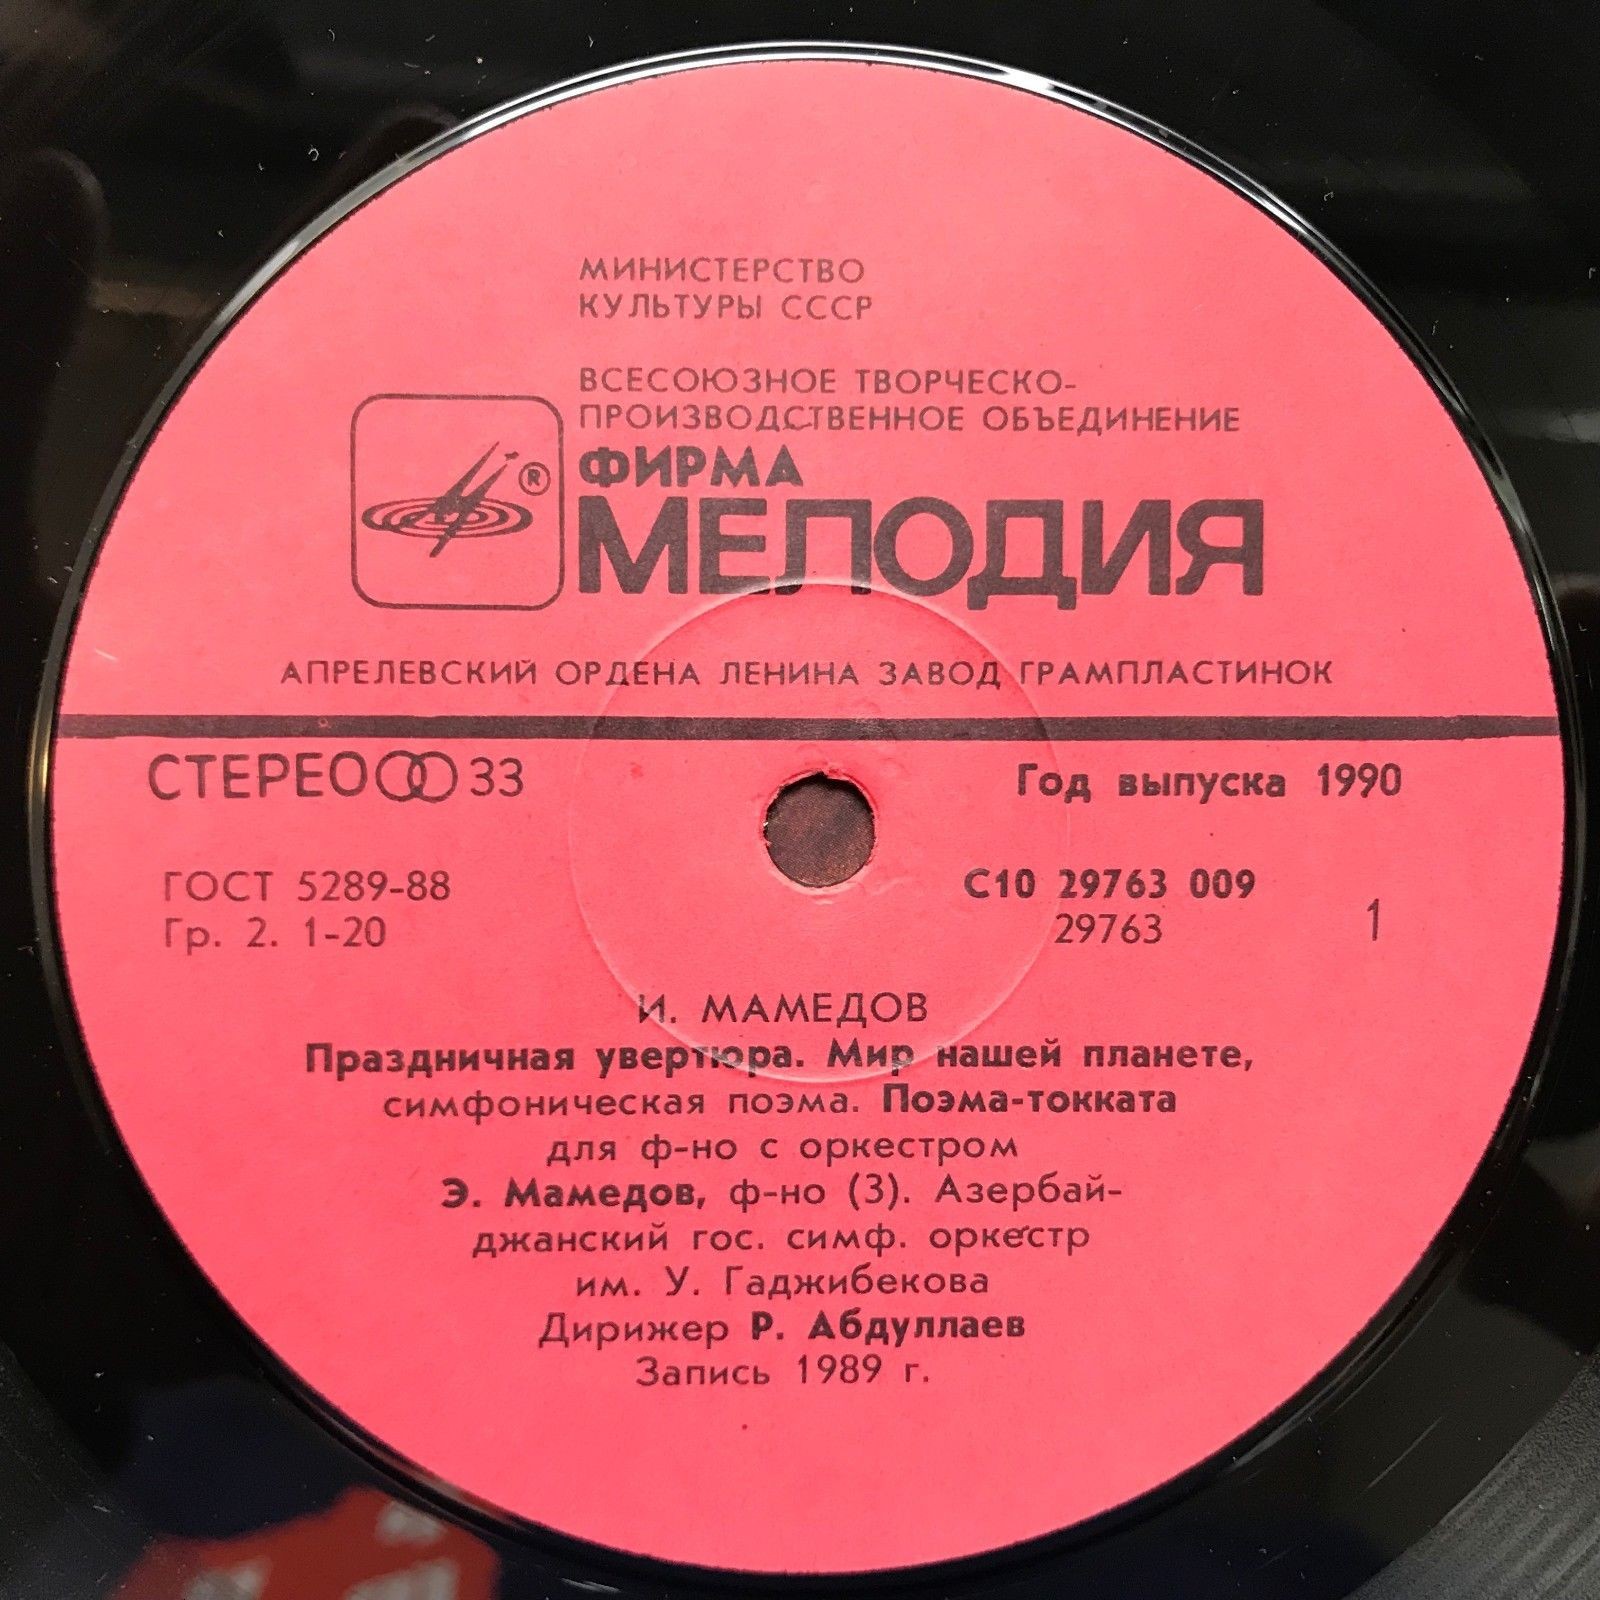 МИНИСТЕРСТВО
КУЛЬТУРЫ СССР
ВСЕСОЮЗНОЕ ТВОРЧЕСКО-
ПРОИЗВОДСТВЕННОЕ ОБЪЕДИНЕНИЕ
®
ФИРМА
МЕЛОДИЯ
АПРЕЛЕВСКИЙ ОРДЕНА ЛЕНИНА ЗАВОД ГРАМПЛАСТИНОК
СТЕРЕО 33
Год выпуска 1990
ГОСТ 5289-88
Гр. 2. 1-20
С10 29763 009
29763
1
И. МАМЕДОВ
Праздничная увертюра. Мир нашей планете,
симфоническая поэма. Поэма-токката
для ф-но с оркестром
Э. Мамедов, ф-но (3). Азербай-
джанский гос. симф. оркестр
им. У. Гаджибекова
Дирижер Р. Абдуллаев
Запись 1989 г.